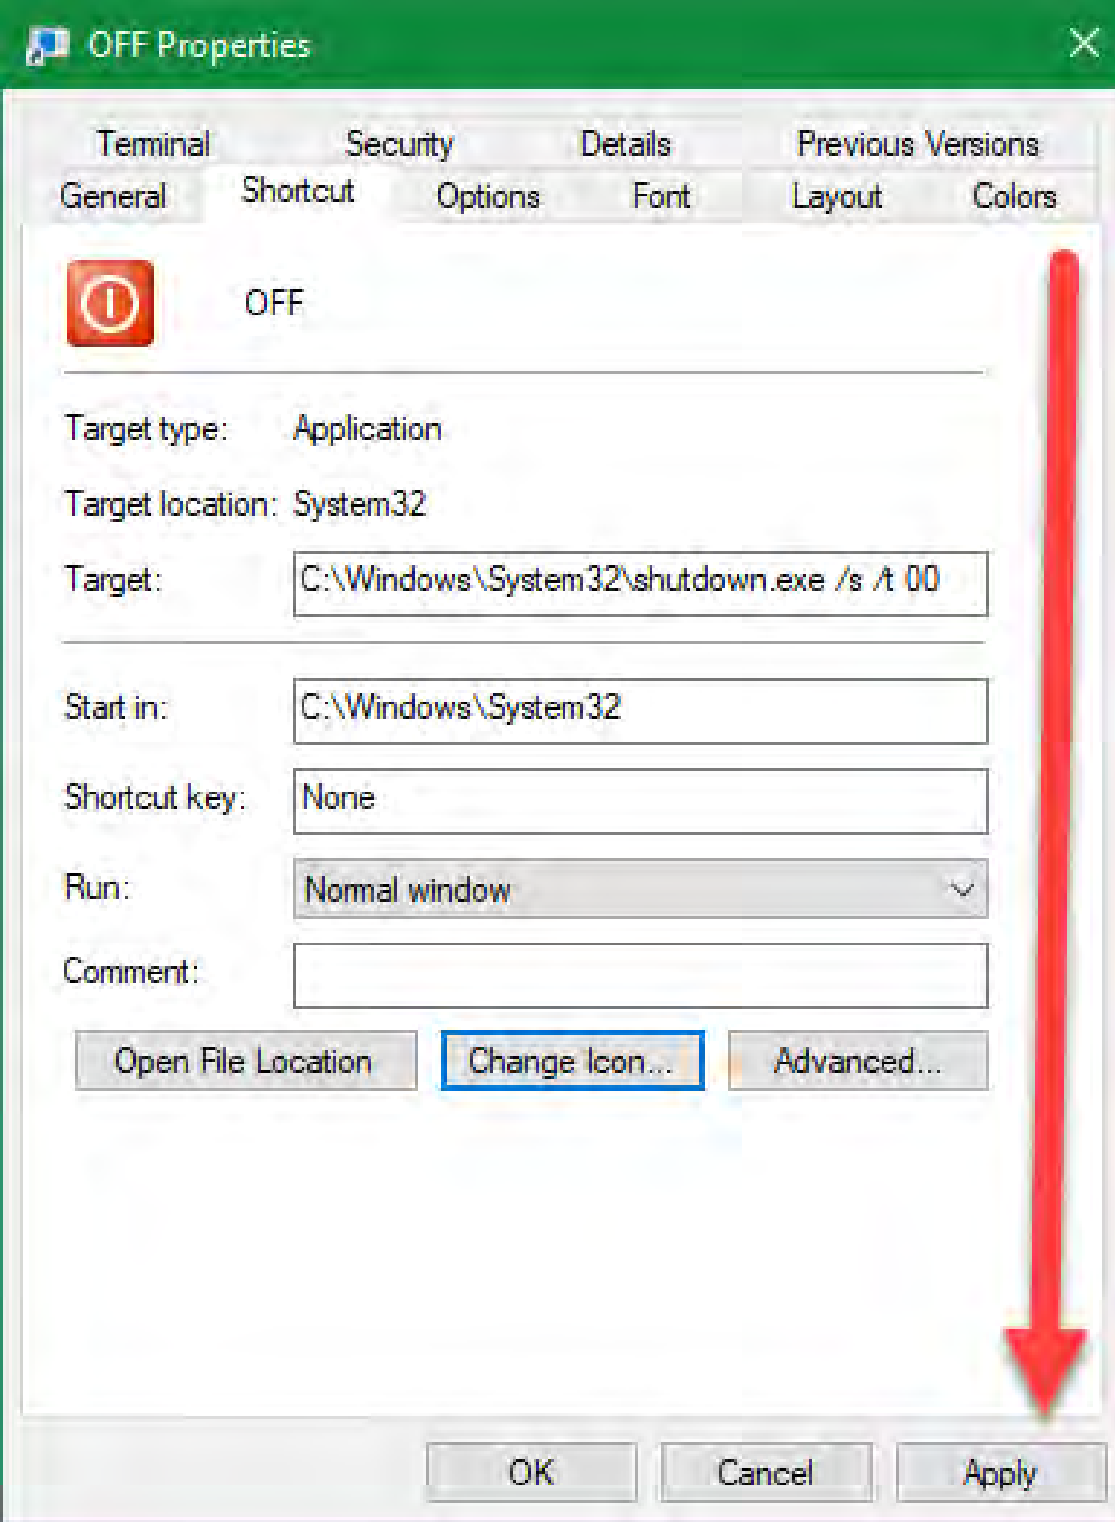 OFF Properties
Terminal Security Details Previous Versions
General Shortcut Options Font Layout Colors
OFF
Target type: Application
Target location: System32
Target: C:\Windows\System32\shutdown.exe /s /t 00
Start in: C:\Windows\System32
Shortcut key: None
Run: Normal window
Comment:
Open File Location Change Icon... Advanced...
OK Cancel Apply